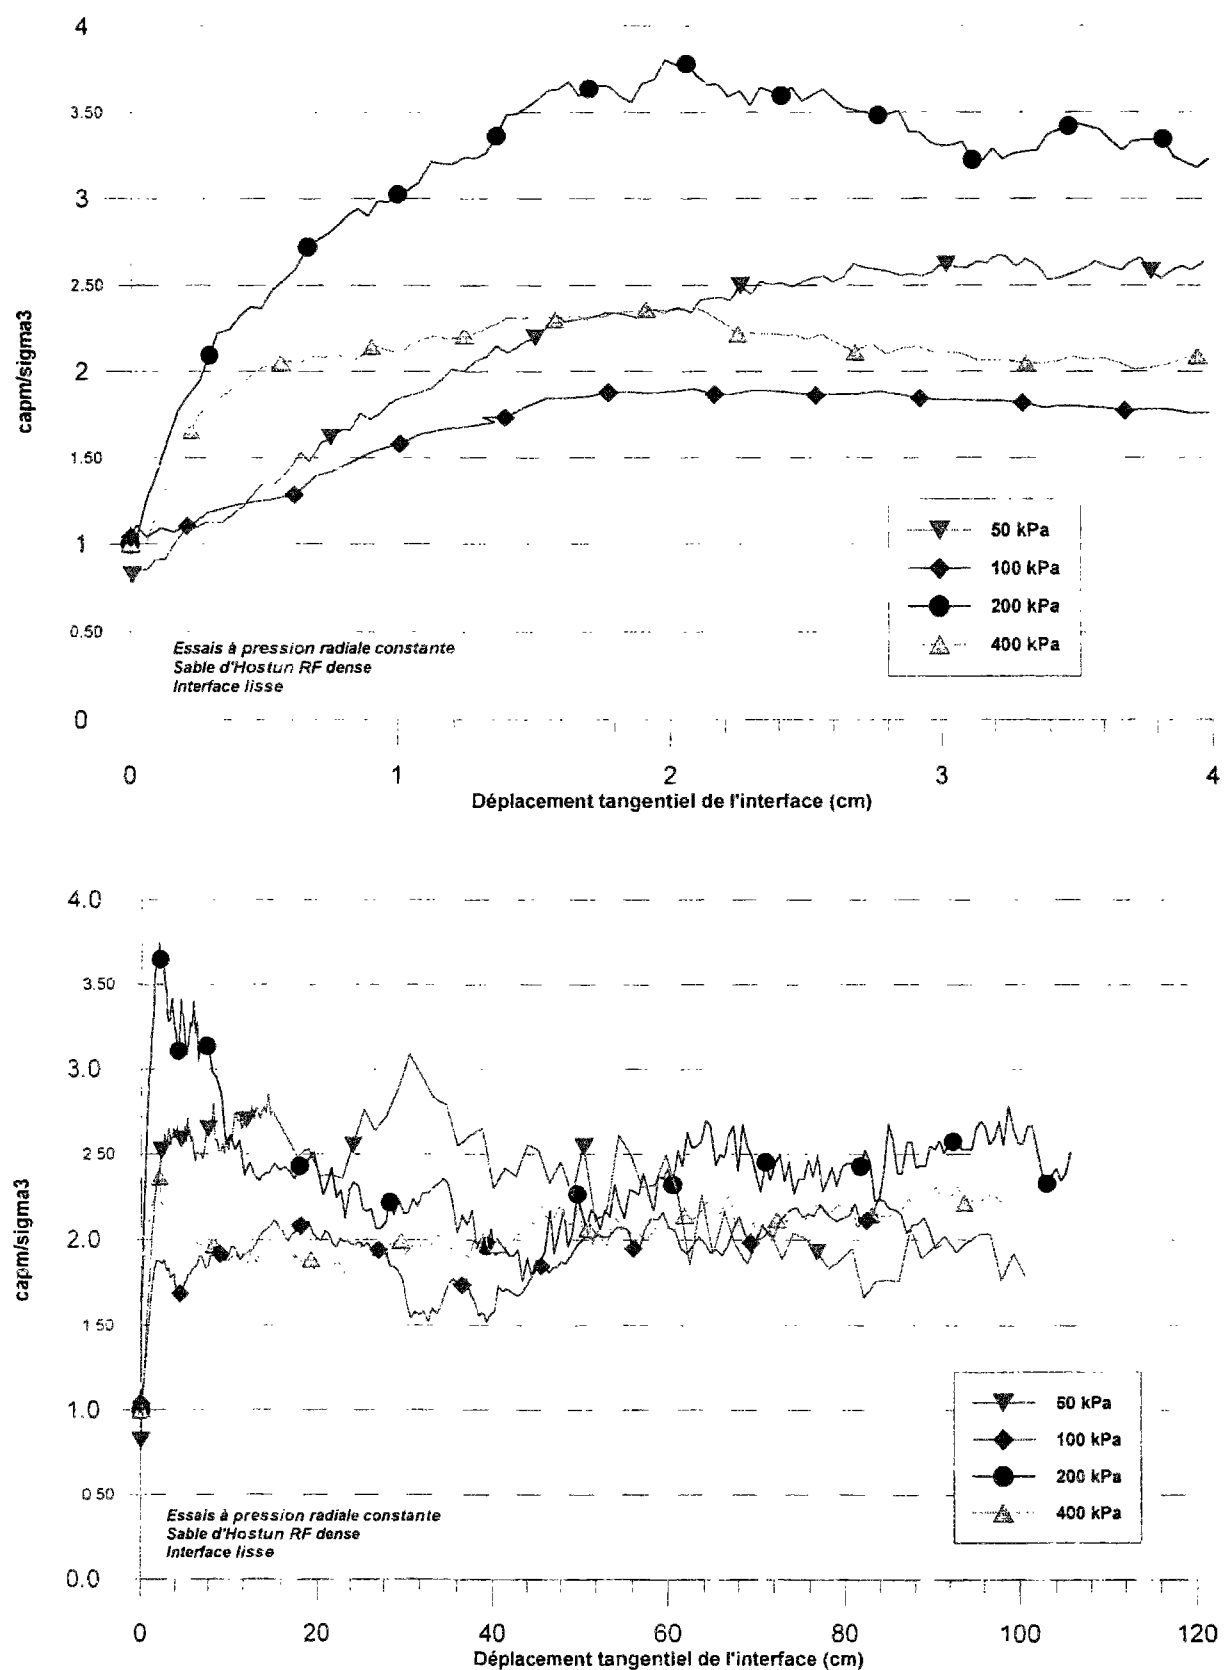 4
3.50
3
2.50
2
1.50
1
0.50
0
capm/sigma3
50 kPa
100 kPa
200 kPa
400 kPa
Essais à pression radiale constante
Sable d'Hostun RF dense
Interface lisse
0 1 2 3 4
Déplacement tangentiel de l'interface (cm)
4.0
3.50
3.0
2.50
2.0
1.50
1.0
0.50
0.0
capm/sigma3
50 kPa
100 kPa
200 kPa
400 kPa
Essais à pression radiale constante
Sable d'Hostun RF dense
Interface lisse
0 20 40 60 80 100 120
Déplacement tangentiel de l'interface (cm)